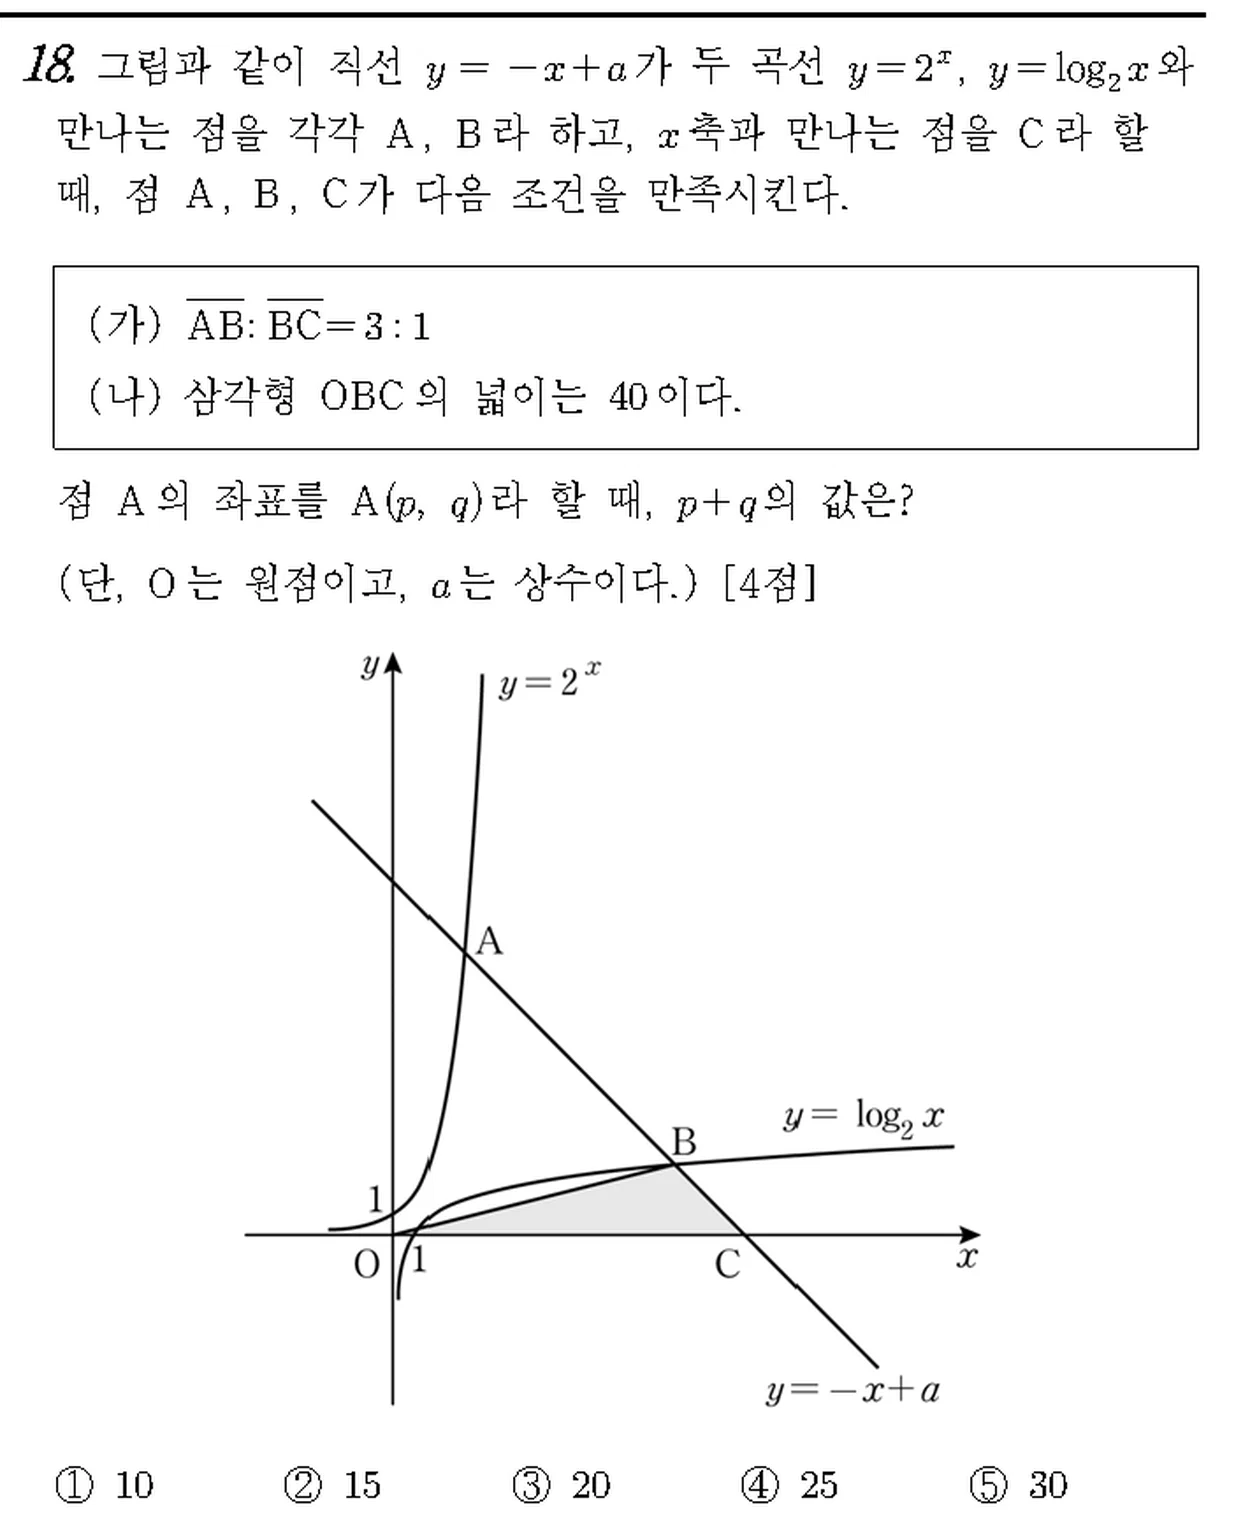 18. 그림과 같이 직선 y = −x+a가 두 곡선 y=2^x, y=log₂x와
만나는 점을 각각 A, B라 하고, x축과 만나는 점을 C라 할
때, 점 A, B, C가 다음 조건을 만족시킨다.
(가) A̅B̅: B̅C̅=3:1
(나) 삼각형 OBC의 넓이는 40이다.
점 A의 좌표를 A(p, q)라 할 때, p+q의 값은?
(단, O는 원점이고, a는 상수이다.) [4점]
y
y=2^x
A
B
y= log₂x
1
O
1
C
x
y=−x+a
① 10 ② 15 ③ 20 ④ 25 ⑤ 30